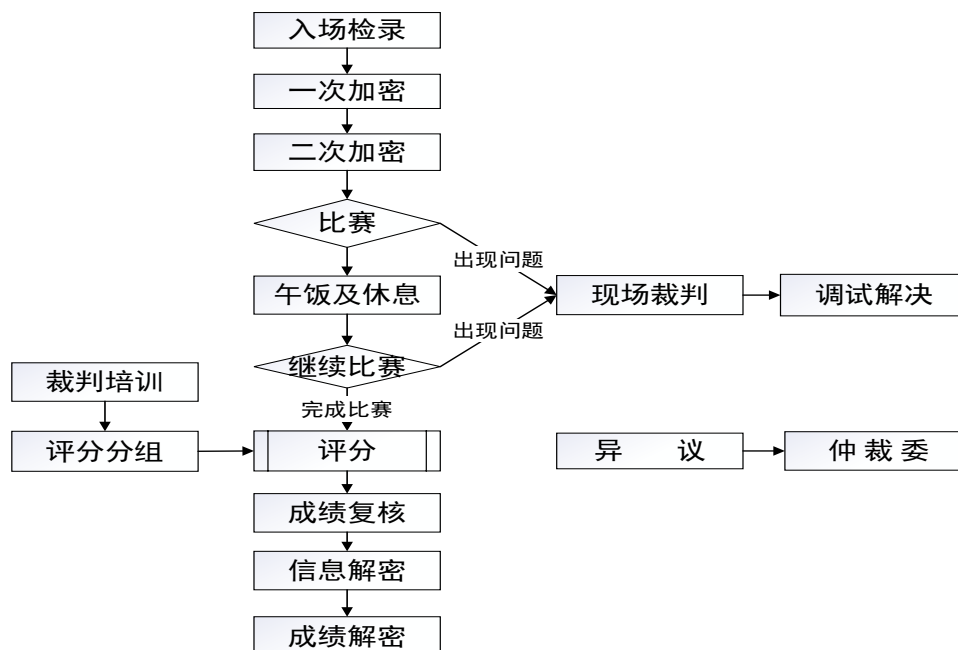 入场检录
一次加密
二次加密
比赛
出现问题
午饭及休息
现场裁判
调试解决
出现问题
继续比赛
裁判培训
完成比赛
评分分组
评分
异 议
仲 裁 委
成绩复核
信息解密
成绩解密